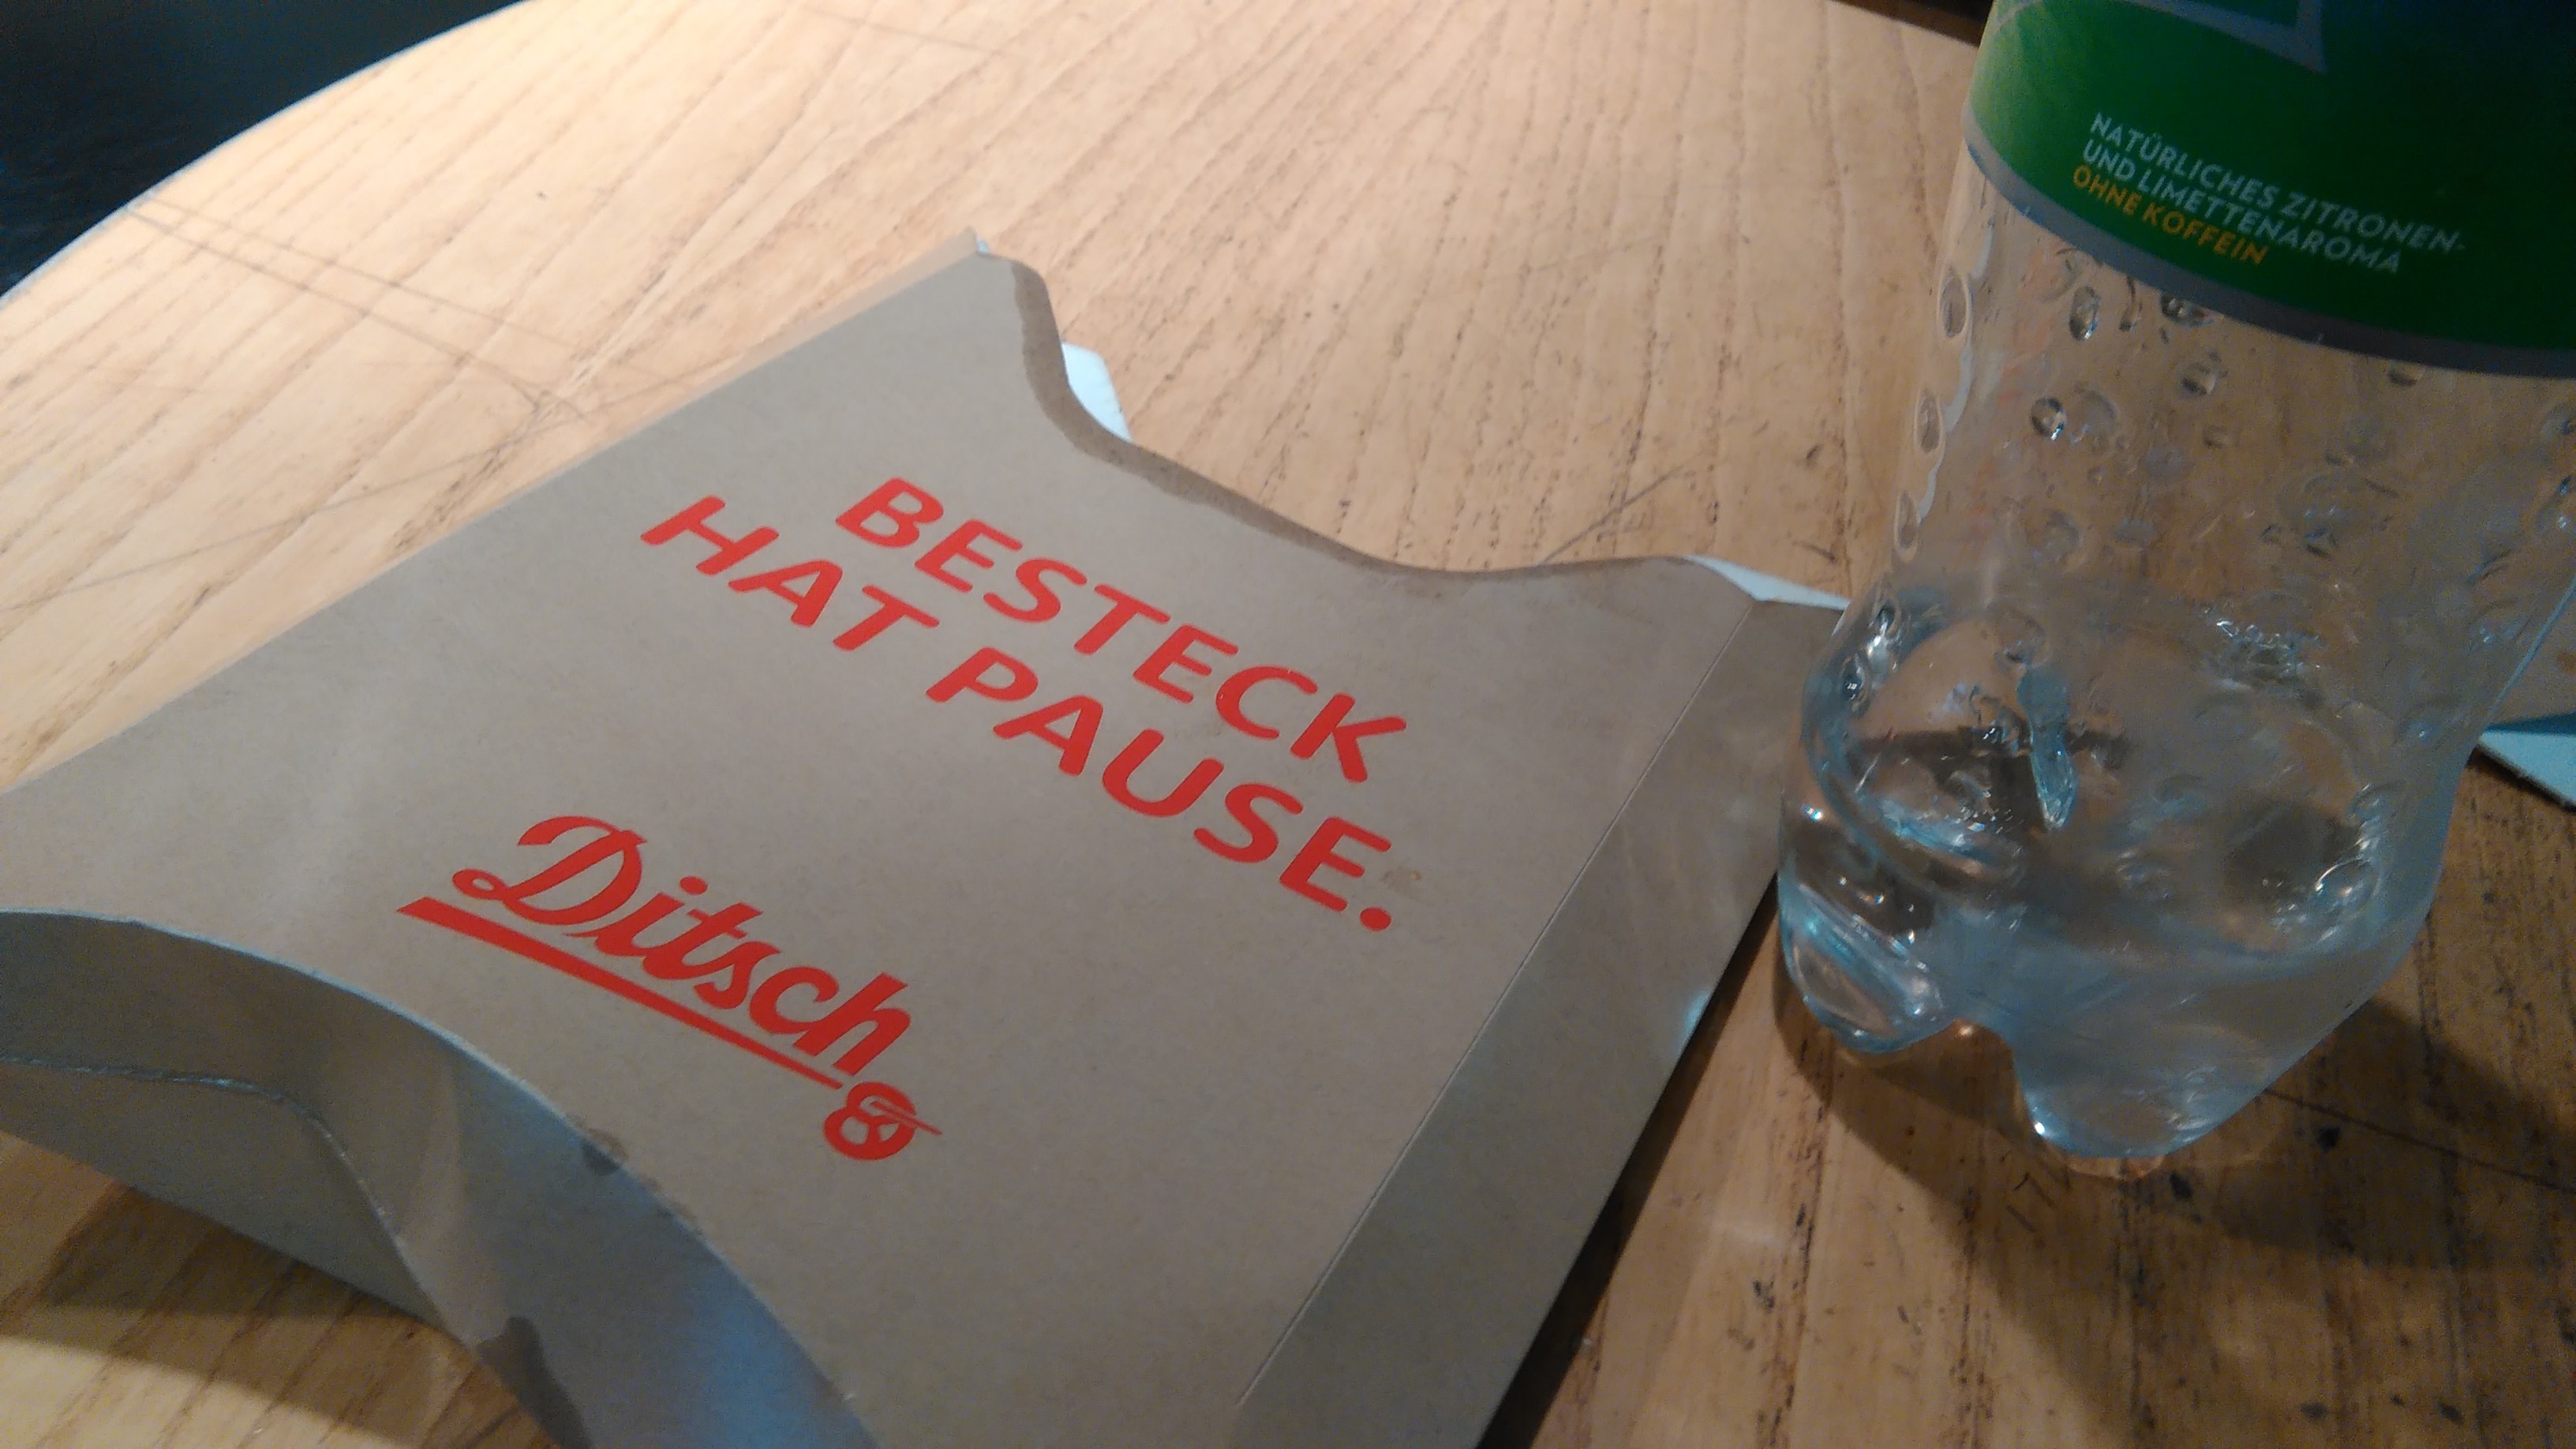 BESTECK
HAT PAUSE.
Ditsch
NATÜRLICHES ZITRONEN-
UND LIMETTENAROMA
OHNE KOFFEIN